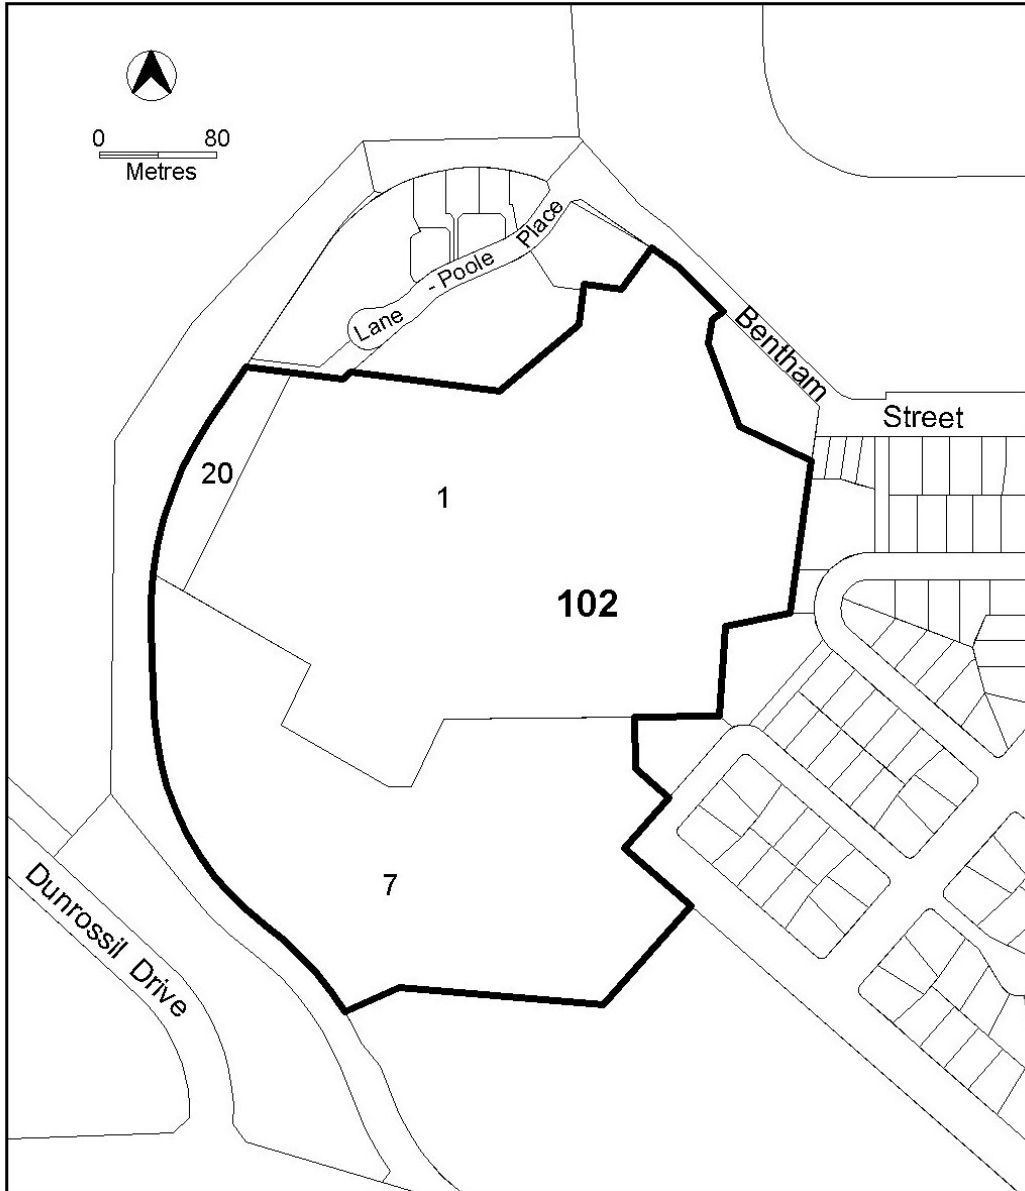 0 80
Metres
Lane - Poole Place
Bentham
Street
20
1
102
7
Dunrossil Drive